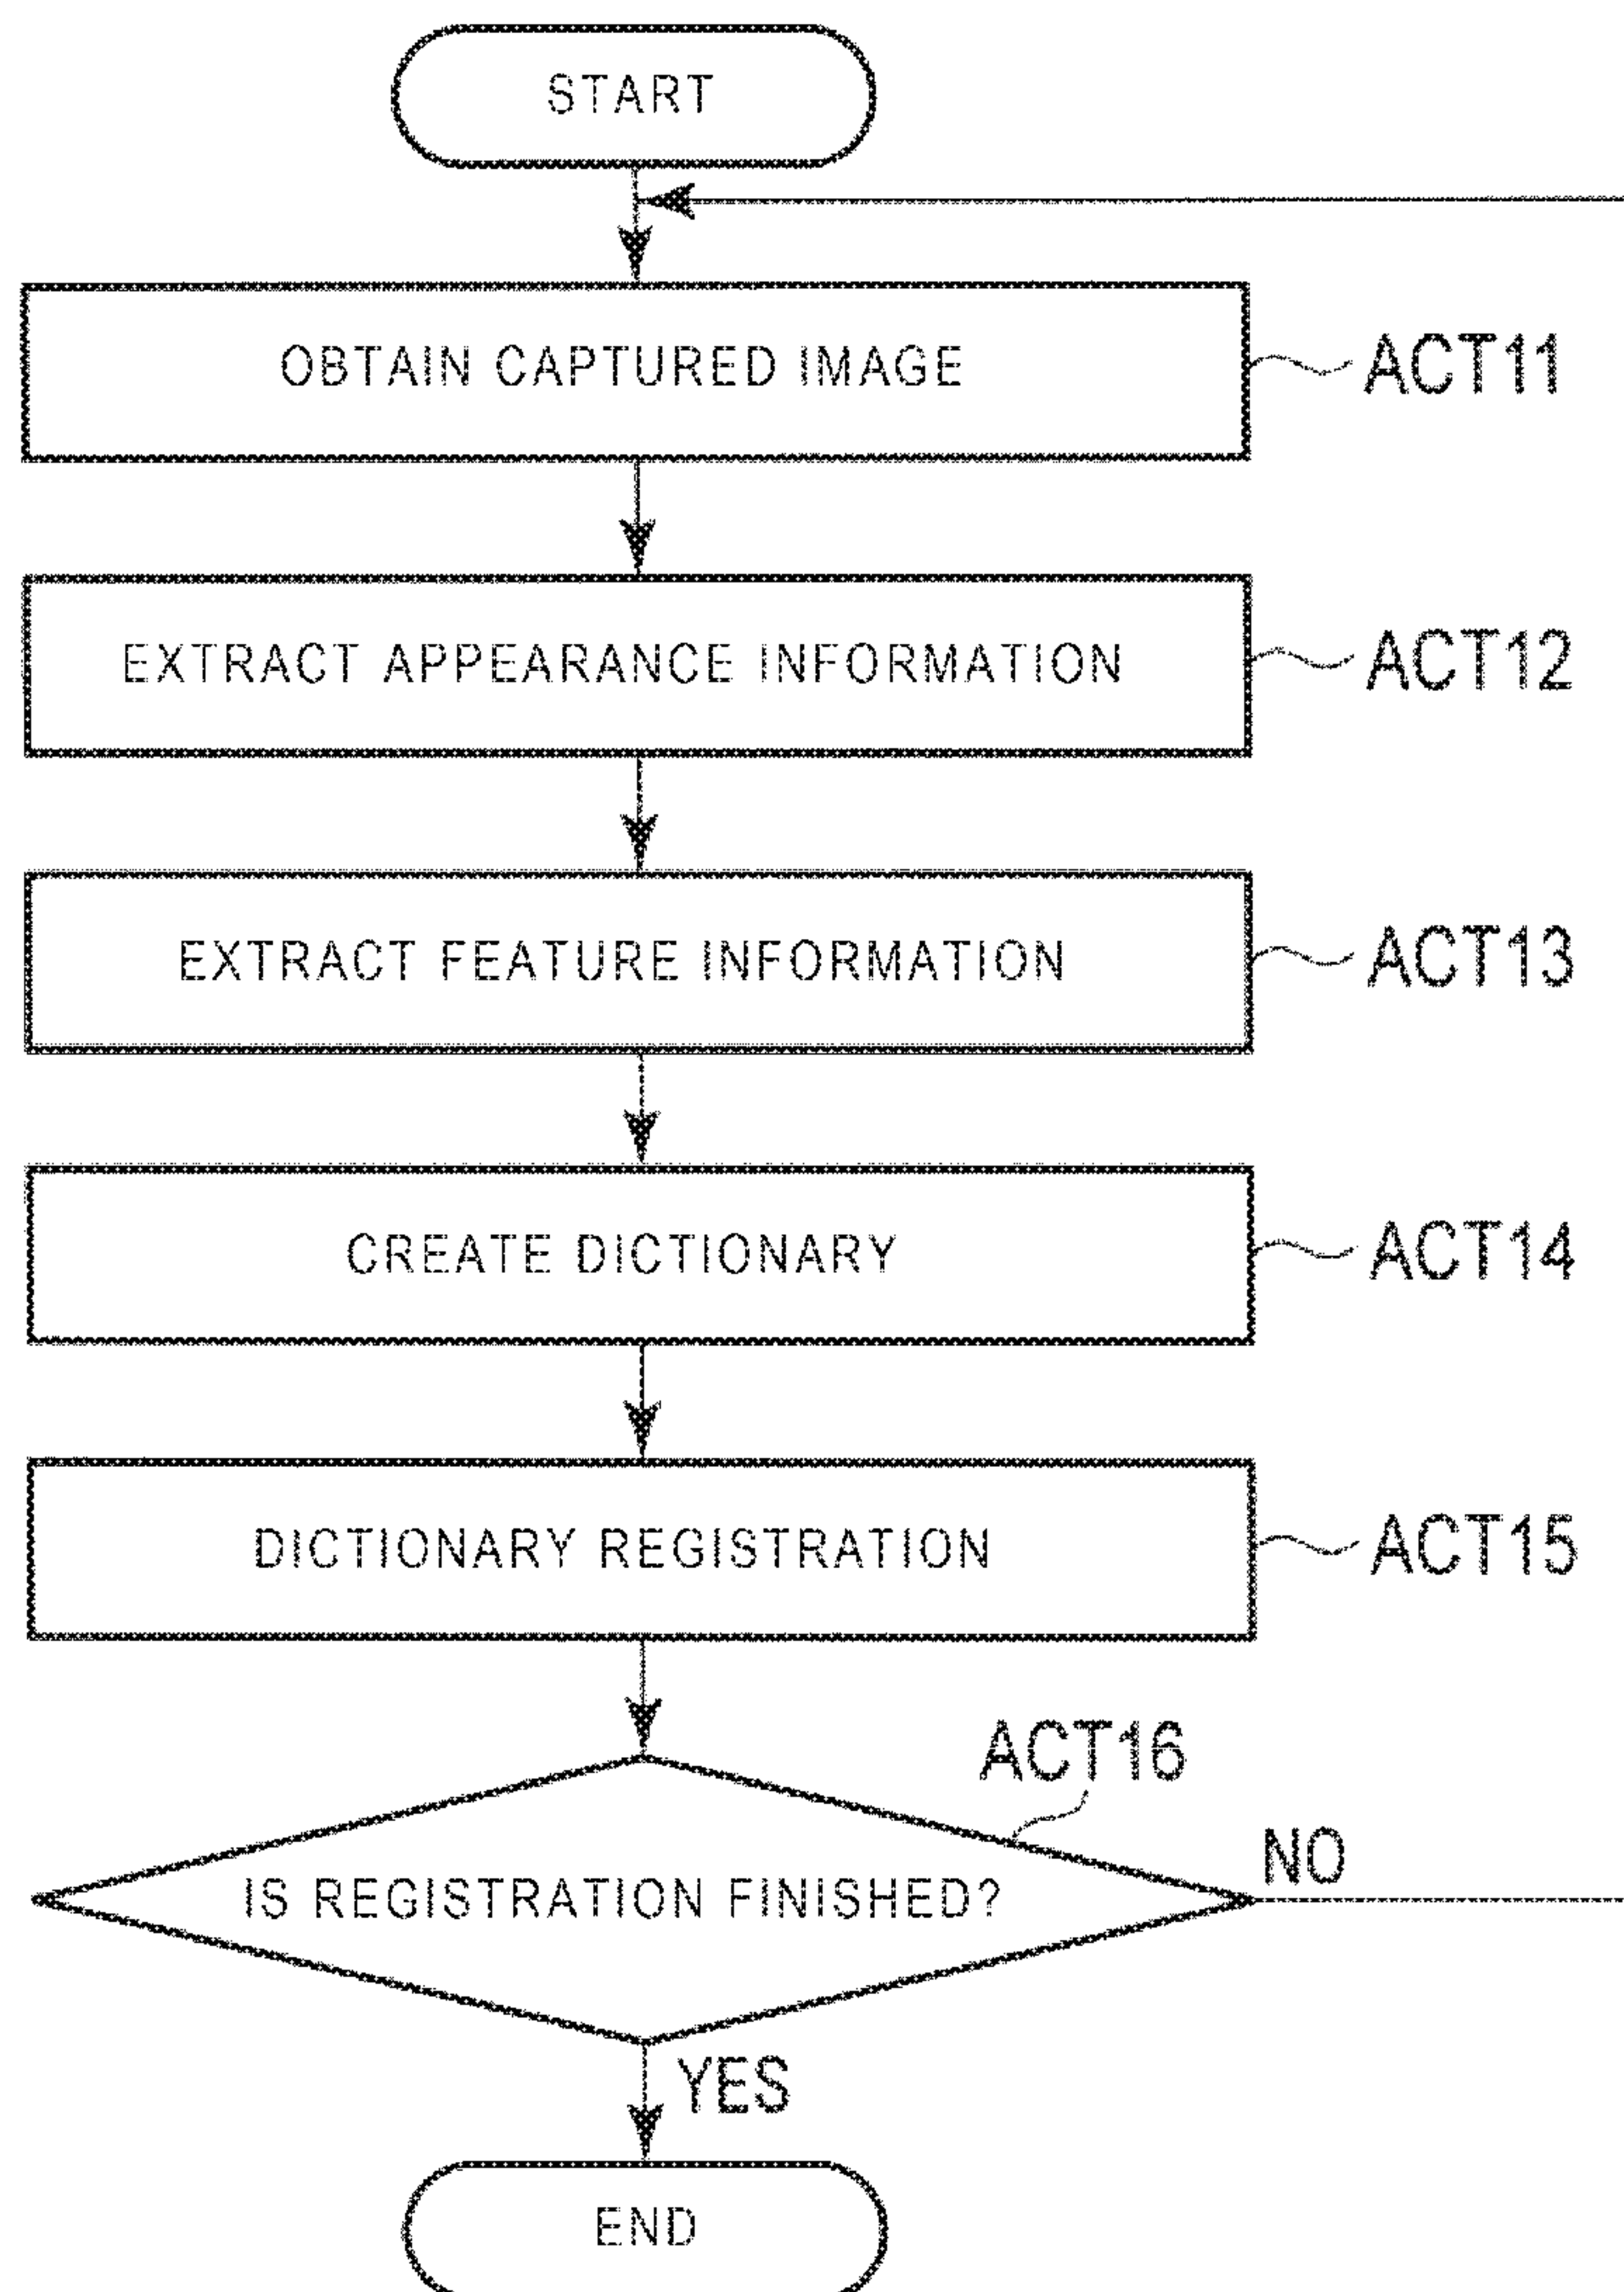 START
OBTAIN CAPTURED IMAGE
ACT11
EXTRACT APPEARANCE INFORMATION
ACT12
EXTRACT FEATURE INFORMATION
ACT13
CREATE DICTIONARY
ACT14
DICTIONARY REGISTRATION
ACT15
ACT16
IS REGISTRATION FINISHED?
NO
YES
END